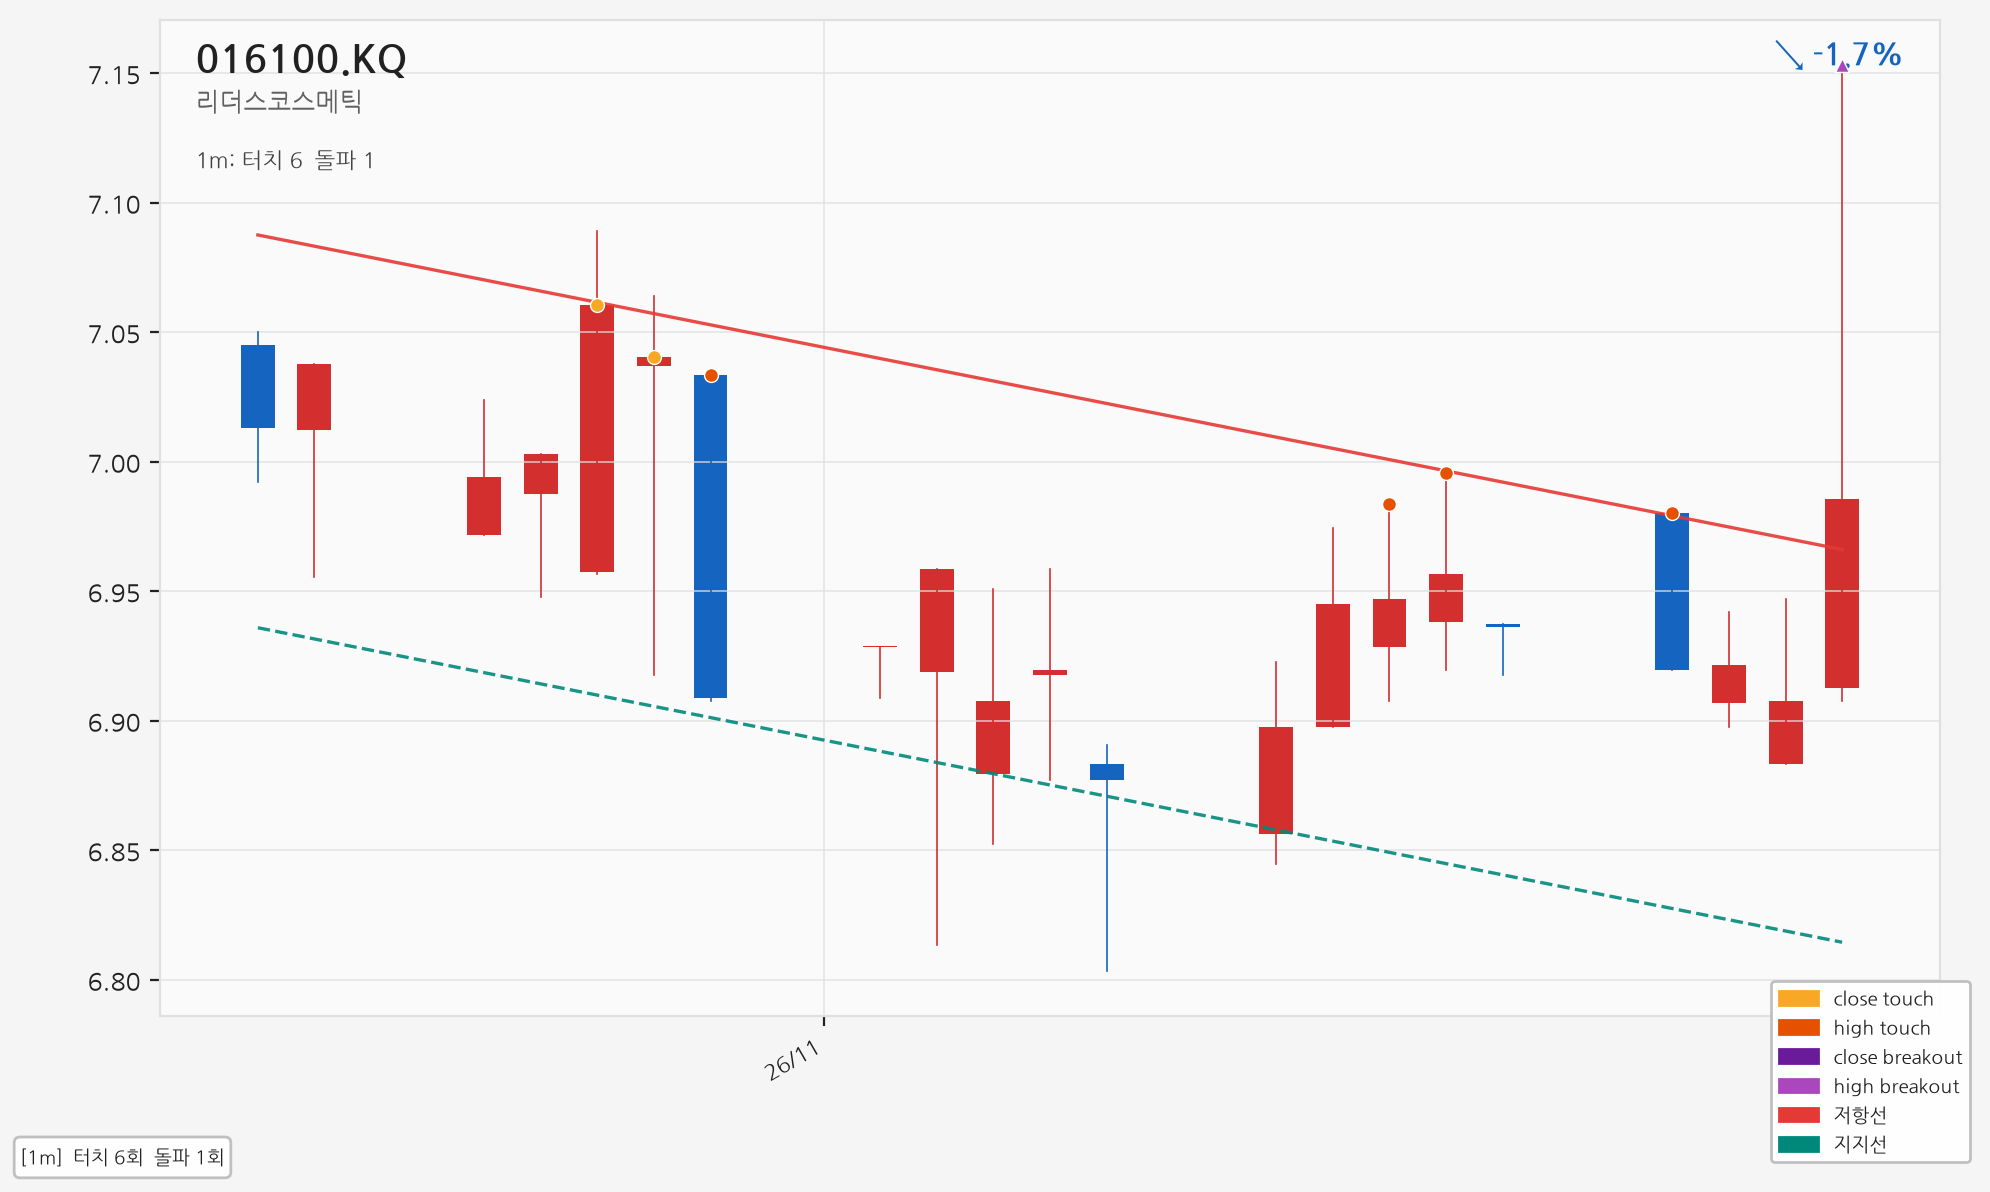 016100.KQ
리더스코스메틱
1m: 터치 6 돌파 1
-1.7%
7.15
7.10
7.05
7.00
6.95
6.90
6.85
6.80
26/11
close touch
high touch
close breakout
high breakout
저항선
지지선
[1m] 터치 6회 돌파 1회